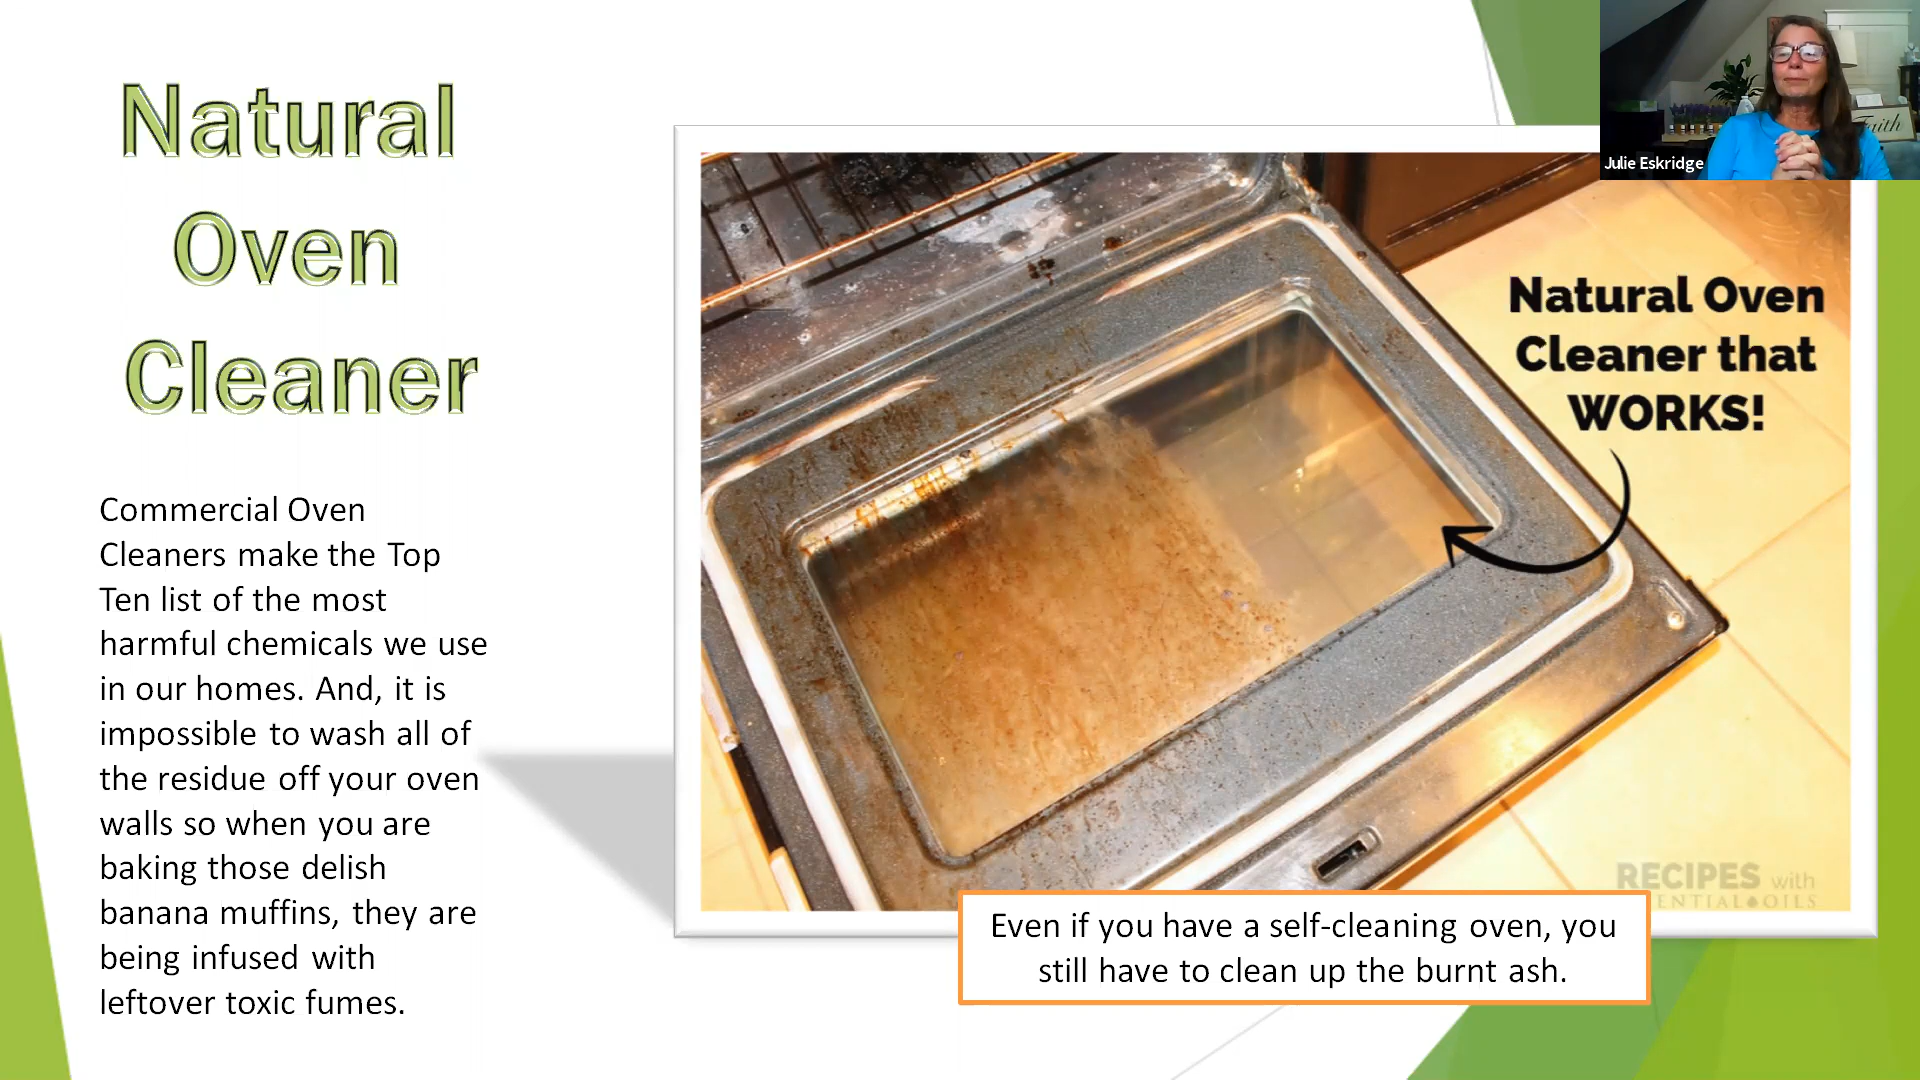 Natural
Oven
Cleaner
Commercial Oven
Cleaners make the Top
Ten list of the most
harmful chemicals we use
in our homes. And, it is
impossible to wash all of
the residue off your oven
walls so when you are
baking those delish
banana muffins, they are
being infused with
leftover toxic fumes.
Natural Oven
Cleaner that
WORKS!
RECIPES with
ENTIAL OILS
Even if you have a self-cleaning oven, you
still have to clean up the burnt ash.
Julie Eskridge
Faith